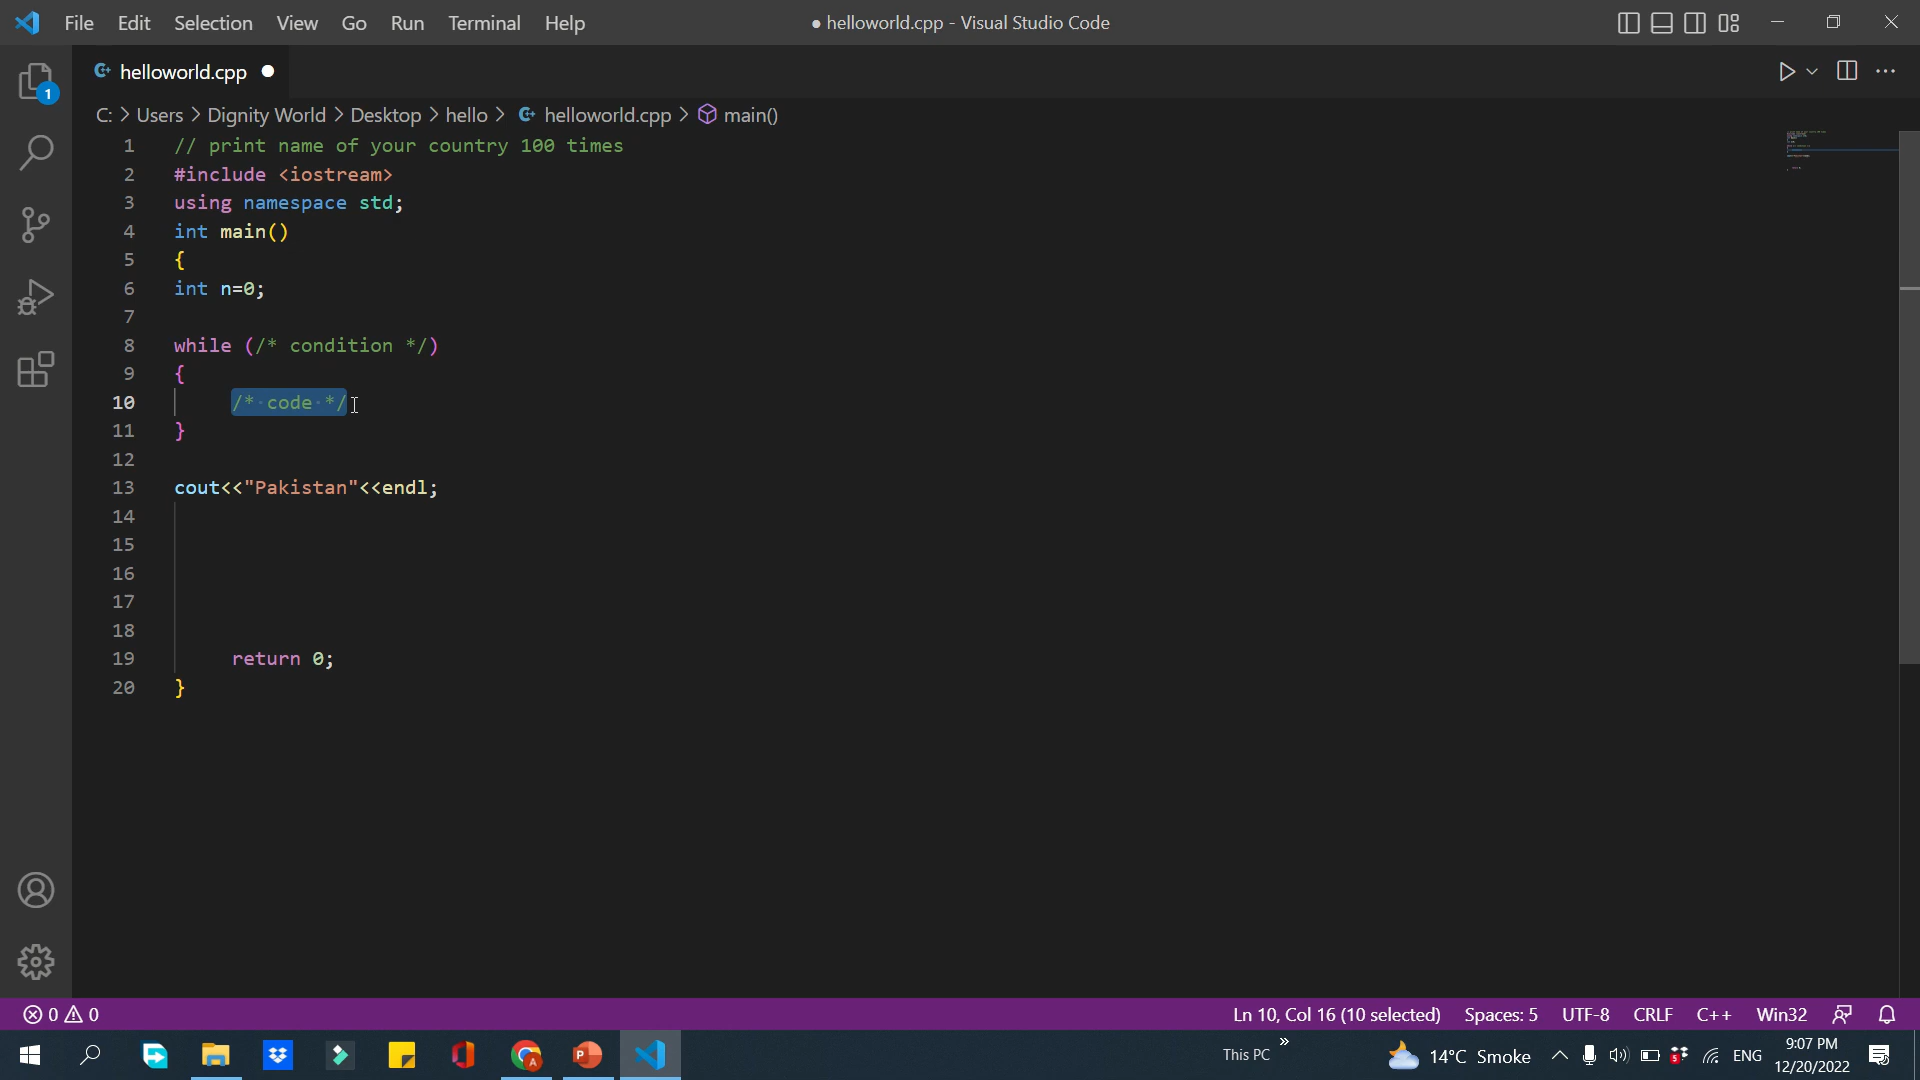 File Edit Selection View Go Run Terminal Help
● helloworld.cpp - Visual Studio Code
helloworld.cpp
1
C: > Users > Dignity World > Desktop > hello > helloworld.cpp > main()
1 // print name of your country 100 times
2 #include <iostream>
3 using namespace std;
4 int main()
5 {
6 int n=0;
7
8 while (/* condition */)
9 {
10 /* code */
11 }
12
13 cout<<"Pakistan"<<endl;
14
15
16
17
18
19 return 0;
20 }
0 0
Ln 10, Col 16 (10 selected) Spaces: 5 UTF-8 CRLF C++ Win32
This PC » 14°C Smoke ENG
9:07 PM
12/20/2022